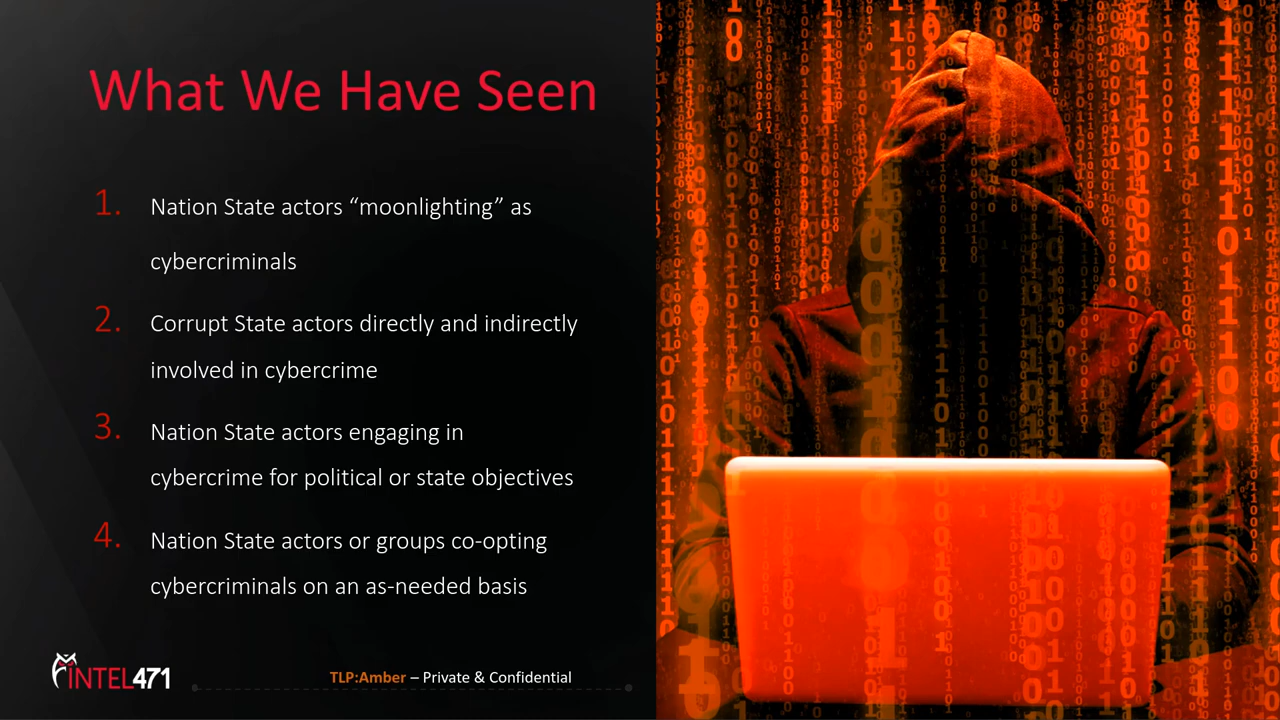 What We Have Seen
1. Nation State actors “moonlighting” as
cybercriminals
2. Corrupt State actors directly and indirectly
involved in cybercrime
3. Nation State actors engaging in
cybercrime for political or state objectives
4. Nation State actors or groups co-opting
cybercriminals on an as-needed basis
INTEL471
TLP:Amber – Private & Confidential